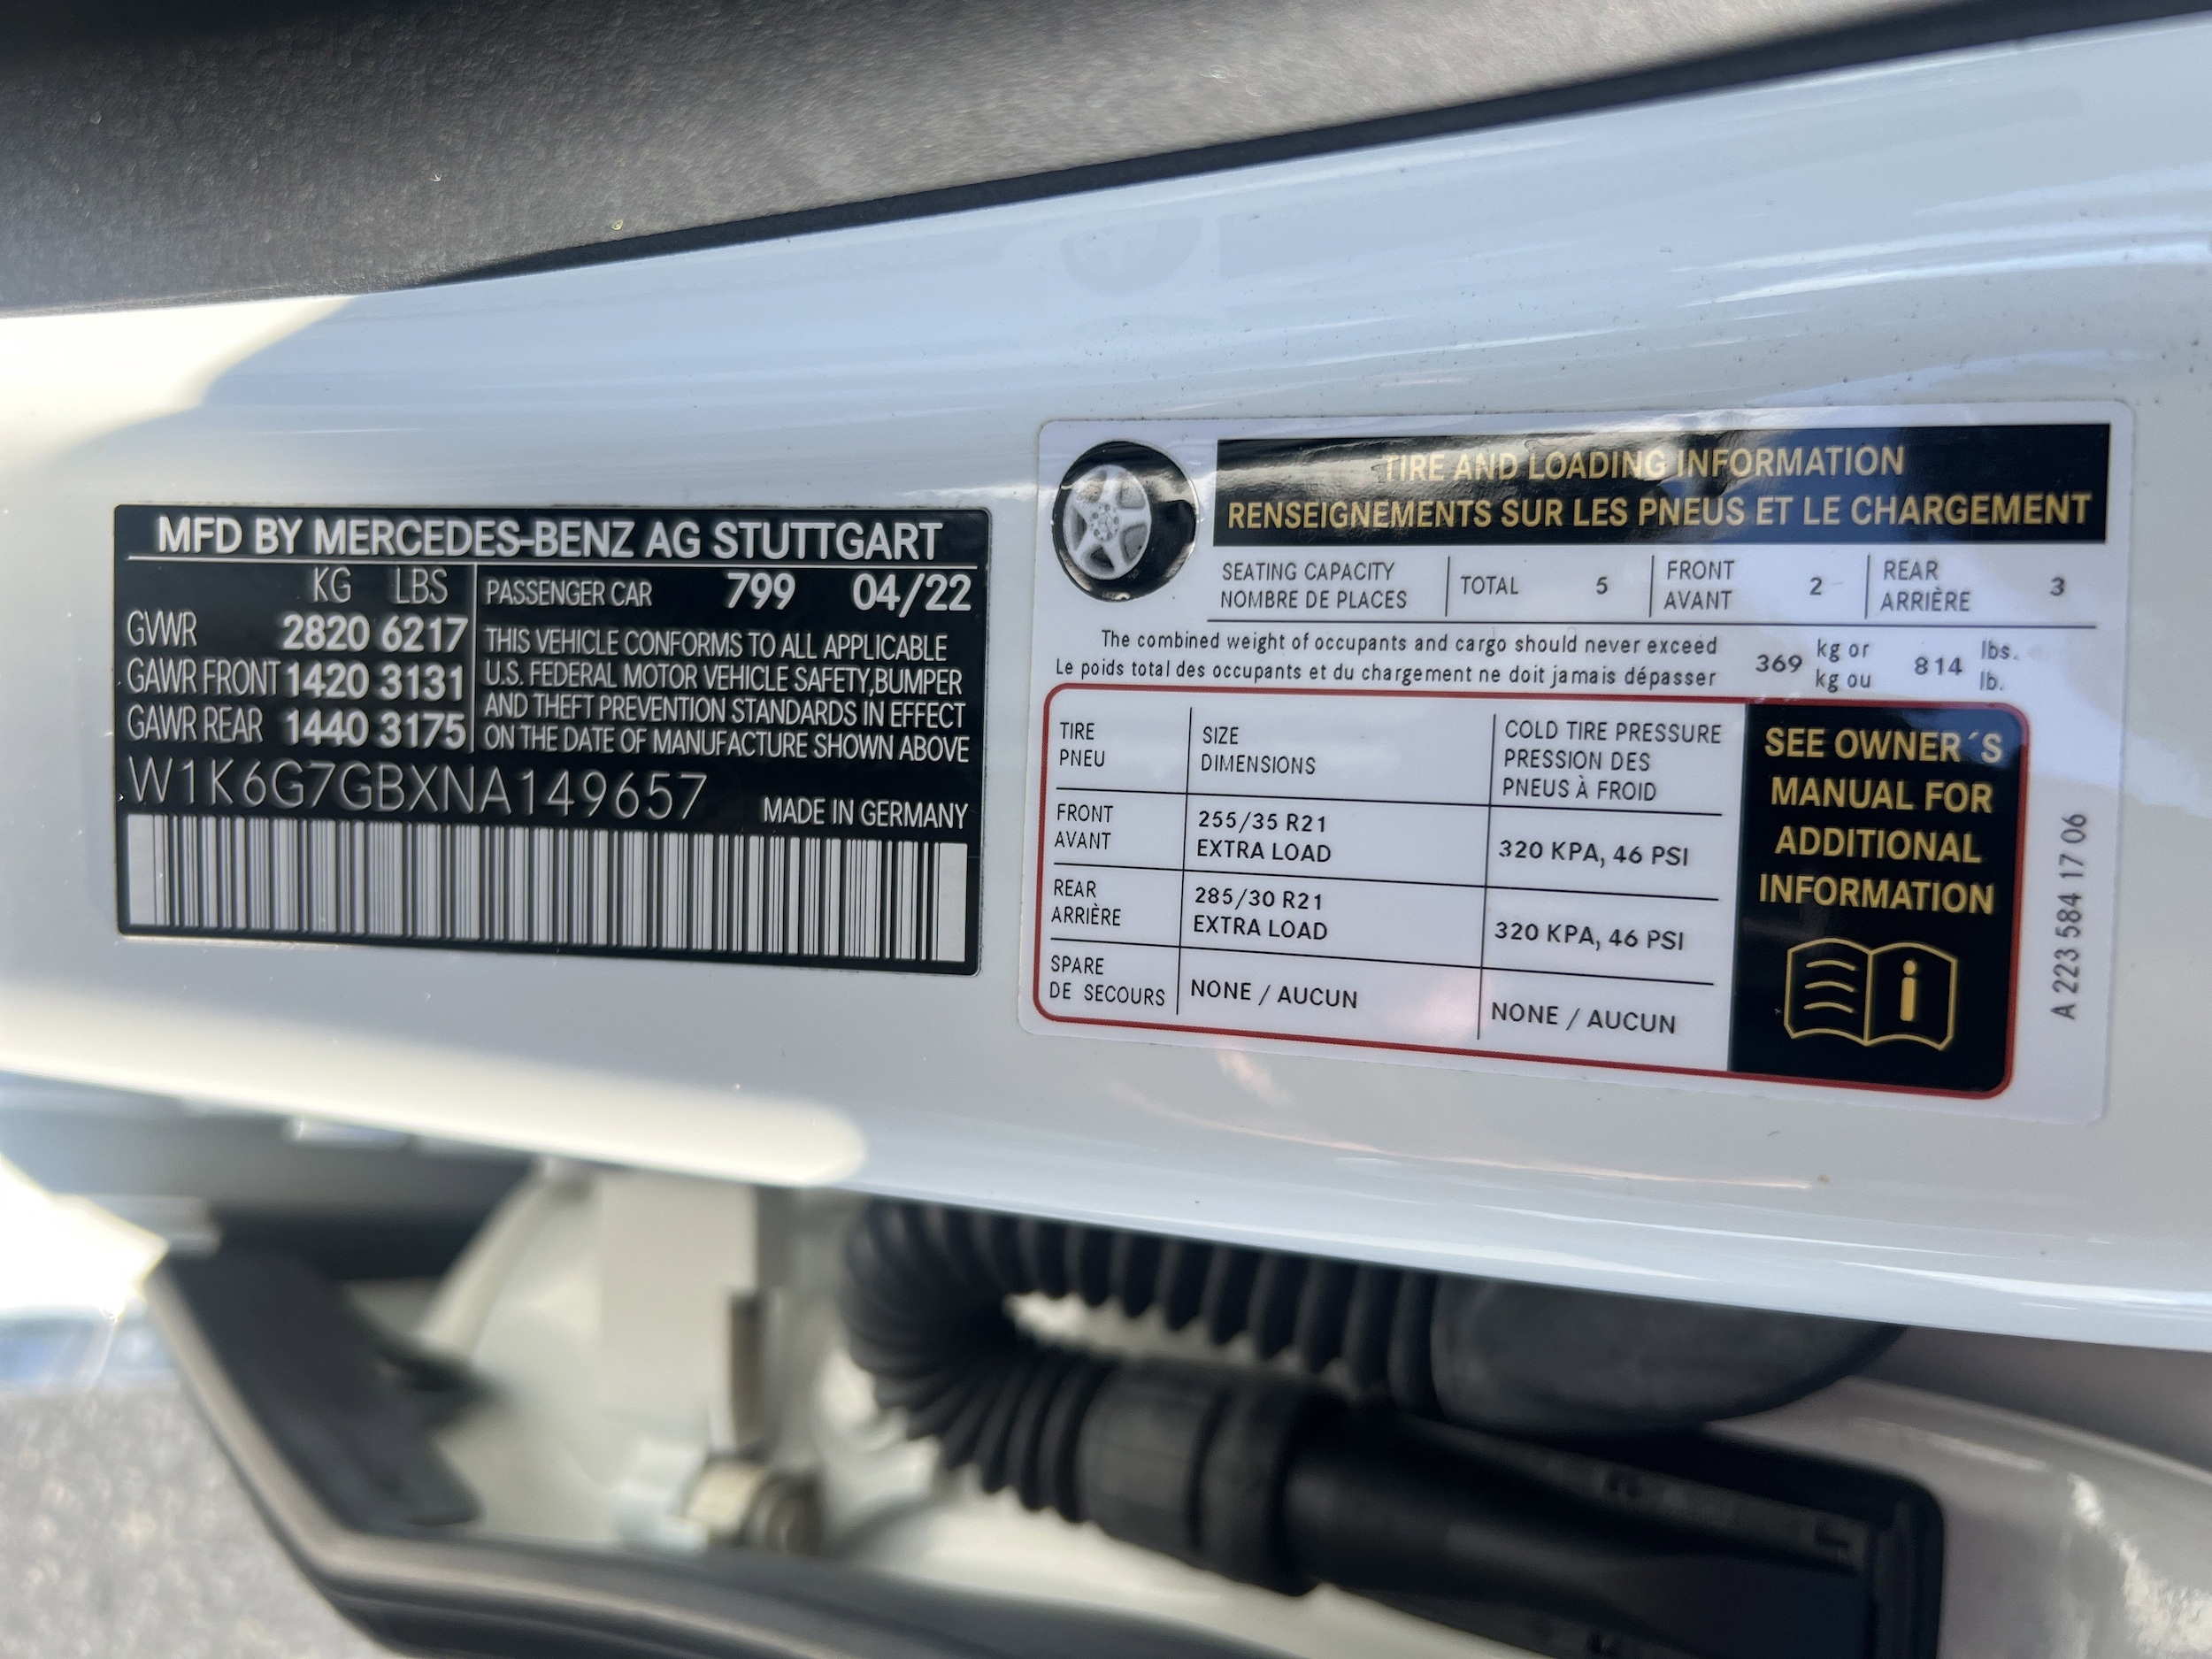 MFD BY MERCEDES-BENZ AG STUTTGART
KG LBS
GVWR 2820 6217
GAWR FRONT 1420 3131
GAWR REAR 1440 3175
PASSENGER CAR 799 04/22
THIS VEHICLE CONFORMS TO ALL APPLICABLE
U.S. FEDERAL MOTOR VEHICLE SAFETY,BUMPER
AND THEFT PREVENTION STANDARDS IN EFFECT
ON THE DATE OF MANUFACTURE SHOWN ABOVE
W1K6G7GBXNA149657
MADE IN GERMANY
TIRE AND LOADING INFORMATION
RENSEIGNEMENTS SUR LES PNEUS ET LE CHARGEMENT
SEATING CAPACITY
NOMBRE DE PLACES
TOTAL 5
FRONT
AVANT
2
REAR
ARRIÈRE
3
The combined weight of occupants and cargo should never exceed
Le poids total des occupants et du chargement ne doit jamais dépasser
369
kg or
kg ou
814
lbs.
lb.
TIRE
PNEU
SIZE
DIMENSIONS
COLD TIRE PRESSURE
PRESSION DES
PNEUS À FROID
FRONT
AVANT
255/35 R21
EXTRA LOAD
320 KPA, 46 PSI
REAR
ARRIÈRE
285/30 R21
EXTRA LOAD
320 KPA, 46 PSI
SPARE
DE SECOURS
NONE / AUCUN
NONE / AUCUN
SEE OWNER´S
MANUAL FOR
ADDITIONAL
INFORMATION
A 223 584 17 06